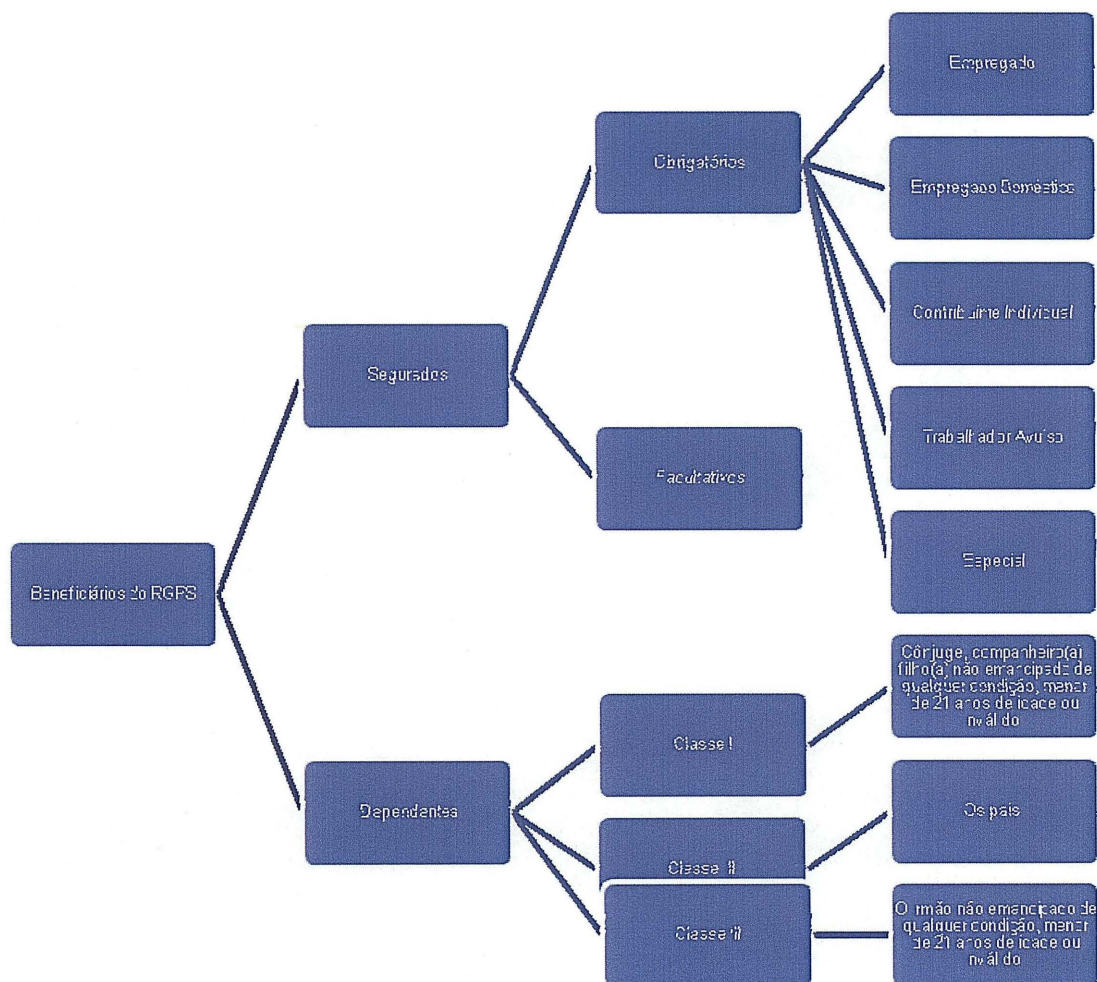 Empregado
Obrigatórios
Empregado Doméstico
Contribuinte Individual
Segurados
Trabalhador Avulso
Facultativos
Especial
Beneficiários do RGPS
Cônjuge, companheiro(a)
filho(a) não emancipado de
qualquer condição, menor
de 21 anos de idade ou
inválido
Classe I
Dependentes
Os pais
Classe II
Classe III
O irmão não emancipado de
qualquer condição, menor
de 21 anos de idade ou
inválido